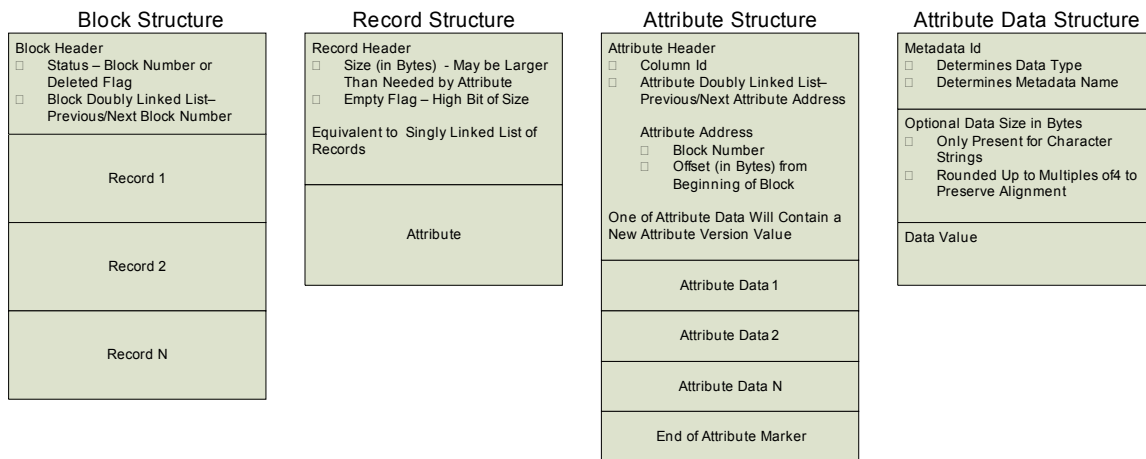 Block Structure
Block Header
Status – Block Number or
Deleted Flag
Block Doubly Linked List–
Previous/Next Block Number
Record 1
Record 2
Record N
Record Structure
Record Header
Size (in Bytes) - May be Larger
Than Needed by Attribute
Empty Flag – High Bit of Size
Equivalent to Singly Linked List of
Records
Attribute
Attribute Structure
Attribute Header
Column Id
Attribute Doubly Linked List–
Previous/Next Attribute Address
Attribute Address
Block Number
Offset (in Bytes) from
Beginning of Block
One of Attribute Data Will Contain a
New Attribute Version Value
Attribute Data 1
Attribute Data 2
Attribute Data N
End of Attribute Marker
Attribute Data Structure
Metadata Id
Determines Data Type
Determines Metadata Name
Optional Data Size in Bytes
Only Present for Character
Strings
Rounded Up to Multiples of4 to
Preserve Alignment
Data Value